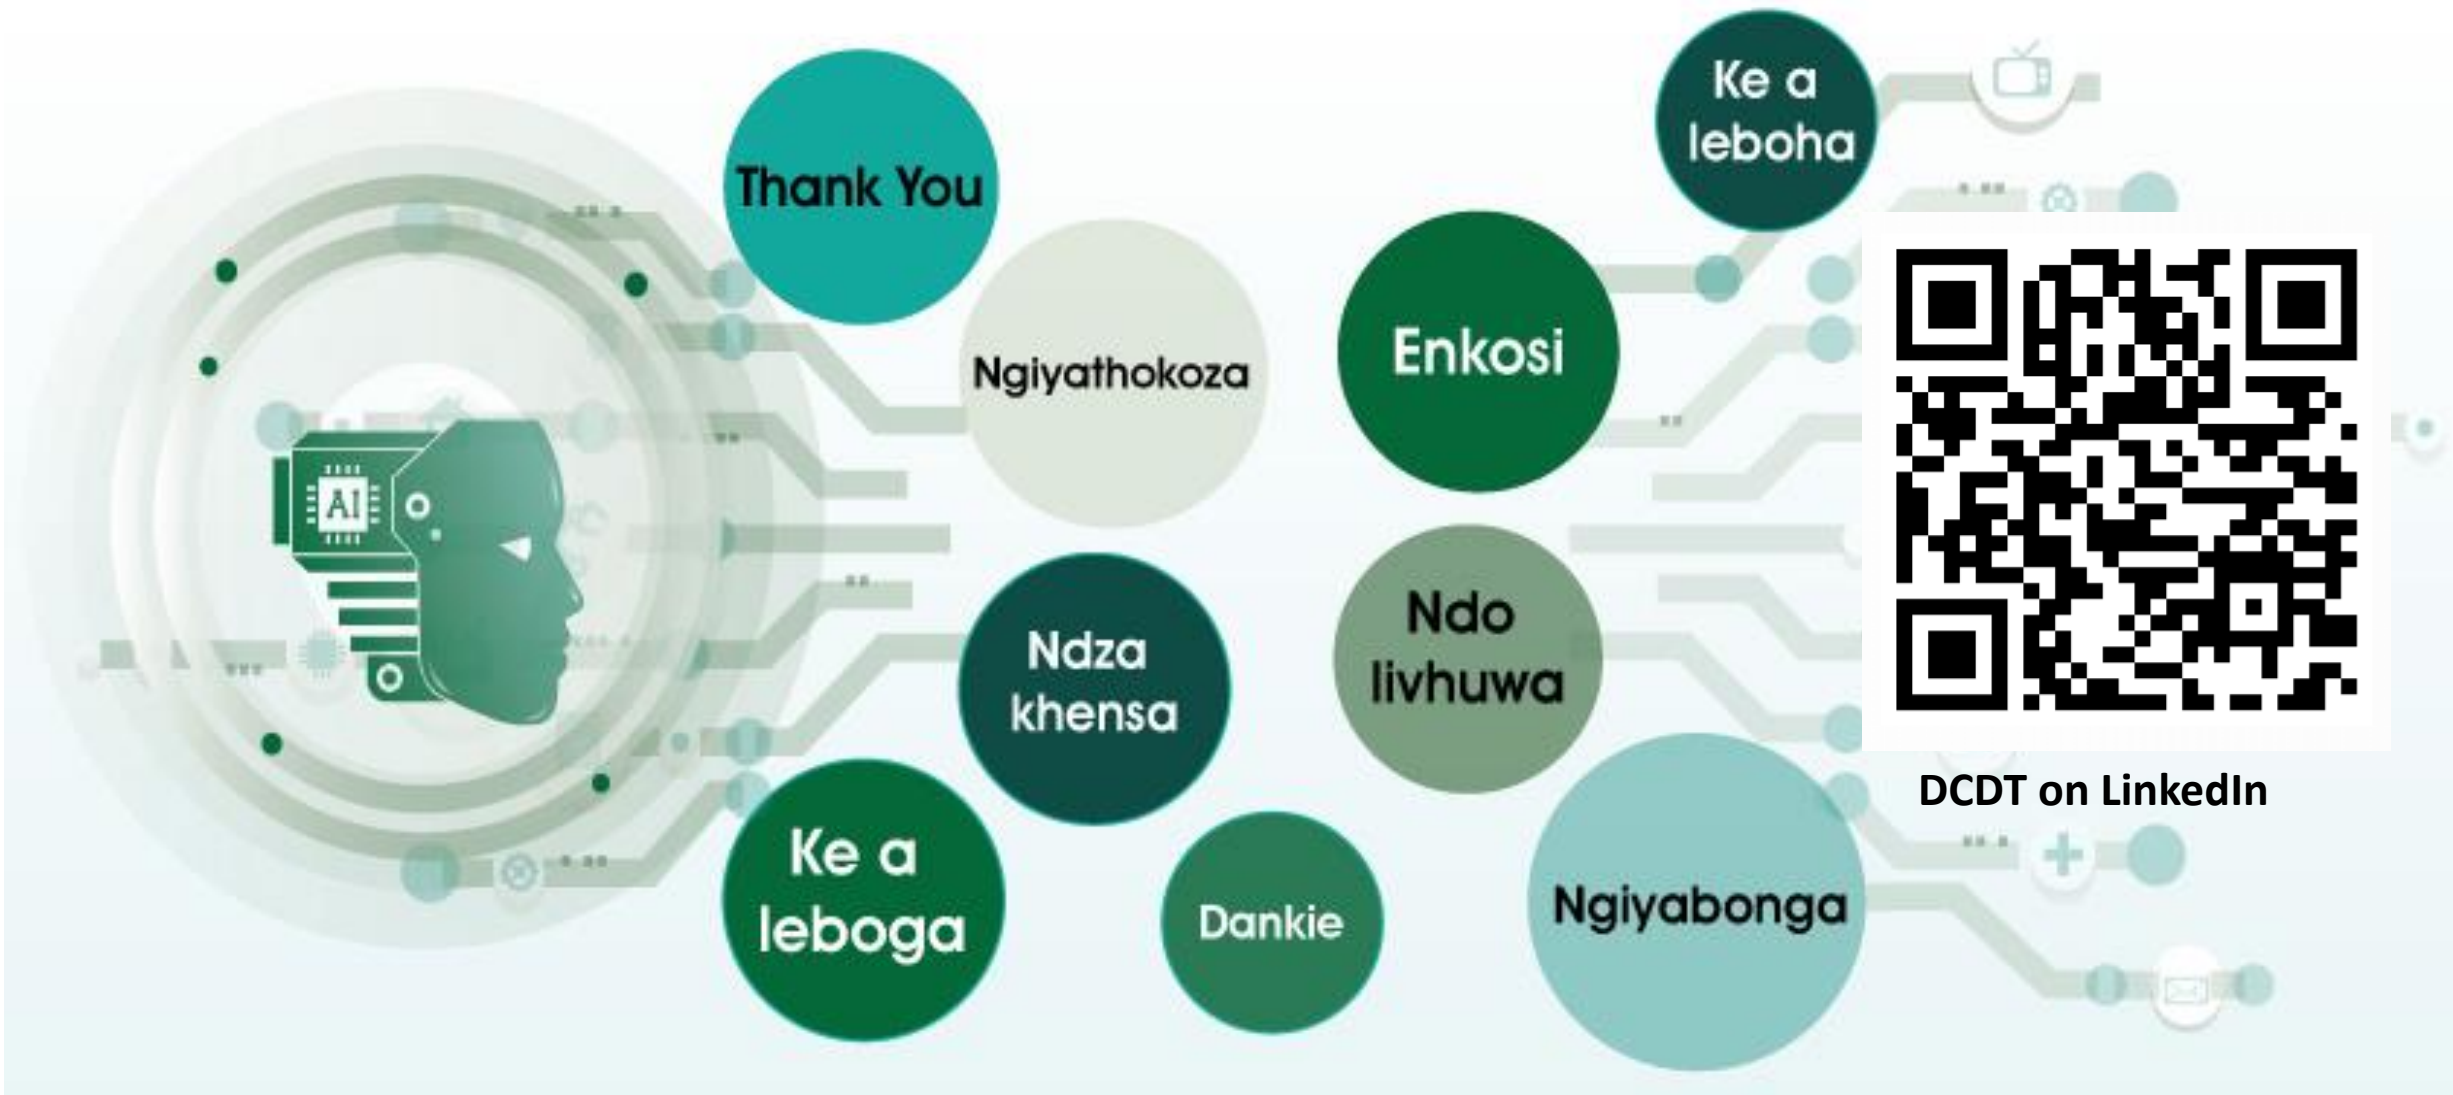 Thank You
Ngiyathokoza
Enkosi
Ke a
leboha
AI
Ndza
khensa
Ndo
livhuwa
Ke a
leboga
Dankie
Ngiyabonga
DCDT on LinkedIn